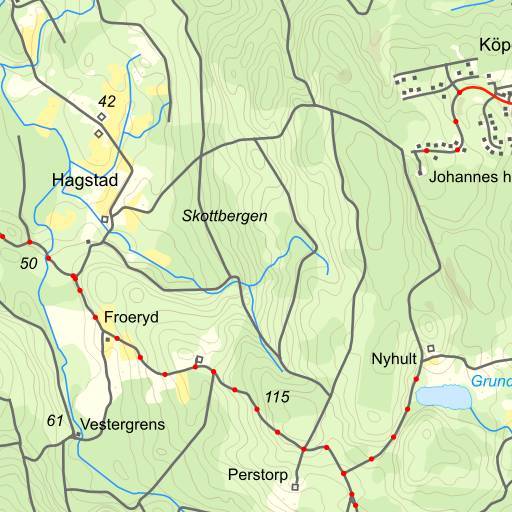 Köp
42
Johannes h
Hagstad
Skottbergen
50
Froeryd
Nyhult
Grund
115
61
Vestergrens
Perstorp